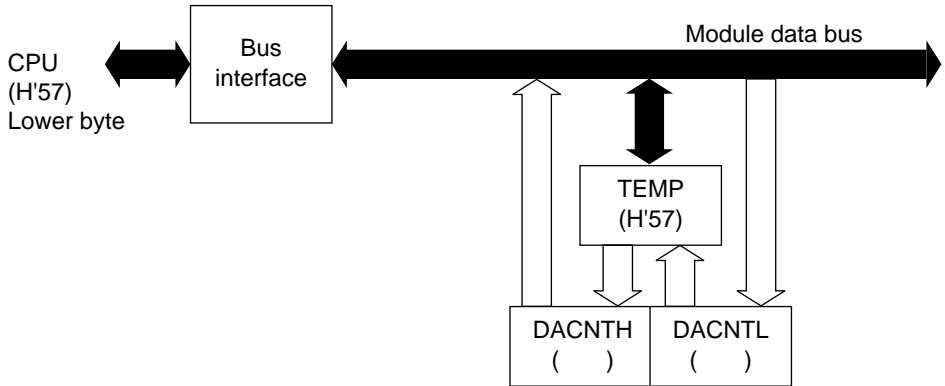 Module data bus
Bus
interface
CPU
(H'57)
Lower byte
TEMP
(H'57)
DACNTH
( )
DACNTL
( )